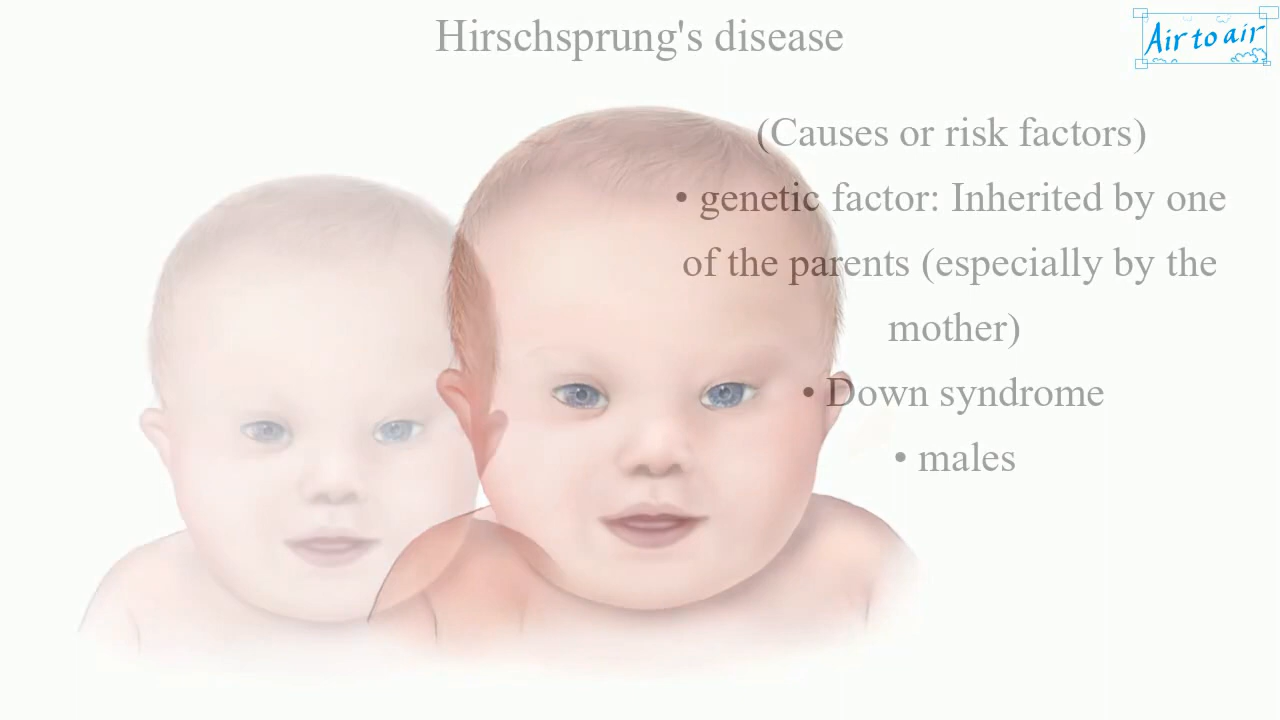 Hirschsprung's disease
Air to air
(Causes or risk factors)
• genetic factor: Inherited by one
of the parents (especially by the
mother)
• Down syndrome
• males